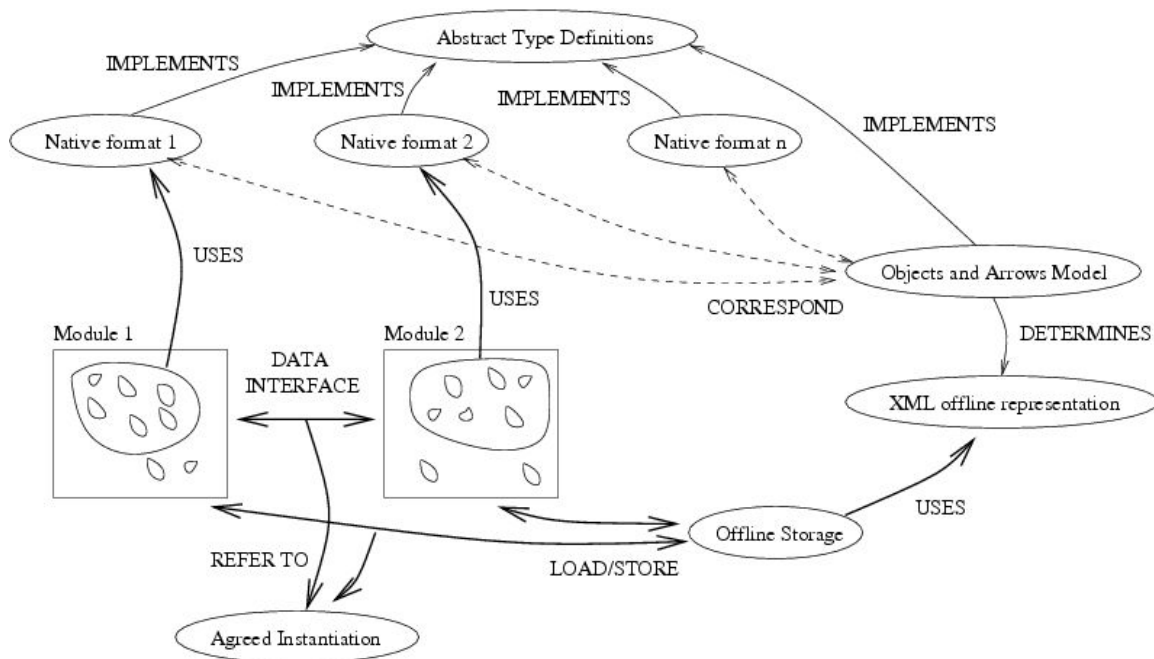 Abstract Type Definitions
IMPLEMENTS
IMPLEMENTS
IMPLEMENTS
IMPLEMENTS
Native format 1
Native format 2
Native format n
USES
USES
Objects and Arrows Model
CORRESPOND
DETERMINES
Module 1
Module 2
DATA
INTERFACE
XML offline representation
USES
Offline Storage
REFER TO
LOAD/STORE
Agreed Instantiation